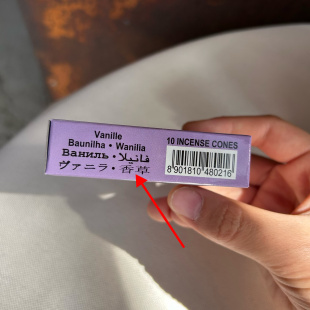 Vanille
Baunilha • Wanilia
Ваниль • فانيلا
ヴァニラ • 香草
10 INCENSE CONES
8 901810 480216